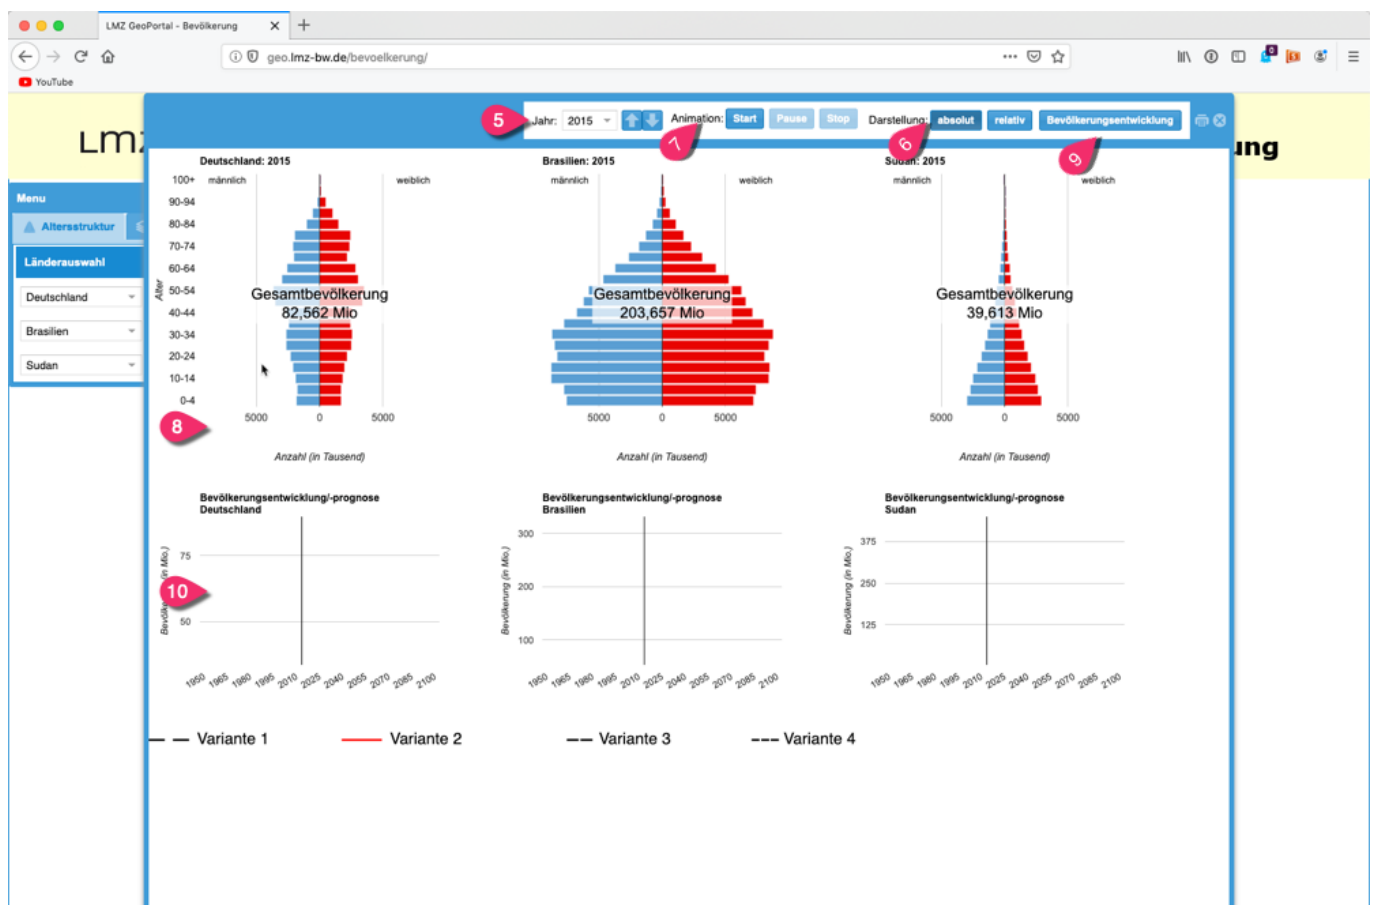 LMZ GeoPortal - Bevölkerung
geo.lmz-bw.de/bevoelkerung/
0
YouTube
LMZ
ung
5
Jahr: 2015
Animation: Start Pause Stop
7
Darstellung: absolut relativ Bevölkerungsentwicklung
6
9
Menu
Altersstruktur
Länderauswahl
Deutschland
Brasilien
Sudan
Deutschland: 2015
männlich weiblich
100+
90-94
80-84
70-74
60-64
50-54
40-44
30-34
20-24
10-14
0-4
Alter
Gesamtbevölkerung
82,562 Mio
5000 0 5000
Anzahl (in Tausend)
8
Brasilien: 2015
männlich weiblich
Gesamtbevölkerung
203,657 Mio
5000 0 5000
Anzahl (in Tausend)
Sudan: 2015
männlich weiblich
Gesamtbevölkerung
39,613 Mio
5000 0 5000
Anzahl (in Tausend)
Bevölkerungsentwicklung/-prognose
Deutschland
Bevölkerung (in Mio.)
75
50
10
1950 1965 1980 1995 2010 2025 2040 2055 2070 2085 2100
Bevölkerungsentwicklung/-prognose
Brasilien
Bevölkerung (in Mio.)
300
200
100
1950 1965 1980 1995 2010 2025 2040 2055 2070 2085 2100
Bevölkerungsentwicklung/-prognose
Sudan
Bevölkerung (in Mio.)
375
250
125
1950 1965 1980 1995 2010 2025 2040 2055 2070 2085 2100
Variante 1 Variante 2 Variante 3 Variante 4